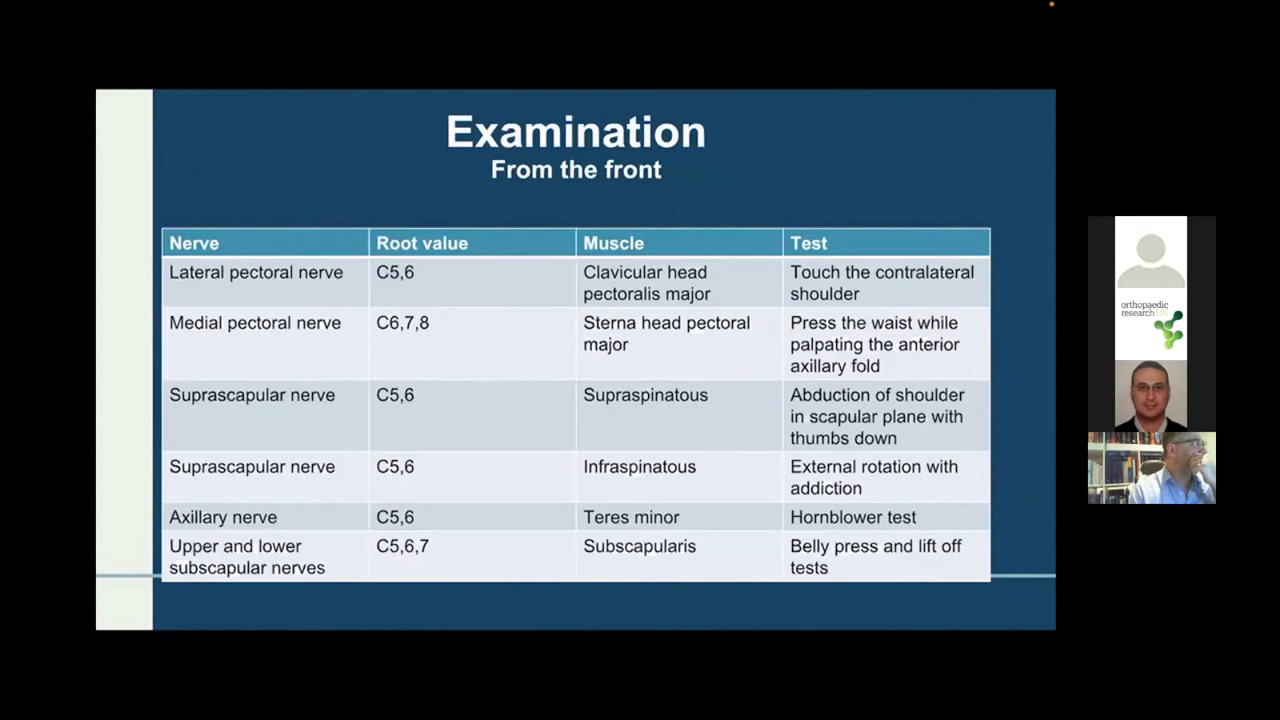 Examination
From the front
Nerve
Root value
Muscle
Test
Lateral pectoral nerve
C5,6
Clavicular head
pectoralis major
Touch the contralateral
shoulder
Medial pectoral nerve
C6,7,8
Sterna head pectoral
major
Press the waist while
palpating the anterior
axillary fold
Suprascapular nerve
C5,6
Supraspinatous
Abduction of shoulder
in scapular plane with
thumbs down
Suprascapular nerve
C5,6
Infraspinatous
External rotation with
addiction
Axillary nerve
C5,6
Teres minor
Hornblower test
Upper and lower
subscapular nerves
C5,6,7
Subscapularis
Belly press and lift off
tests
orthopaedic
research UK